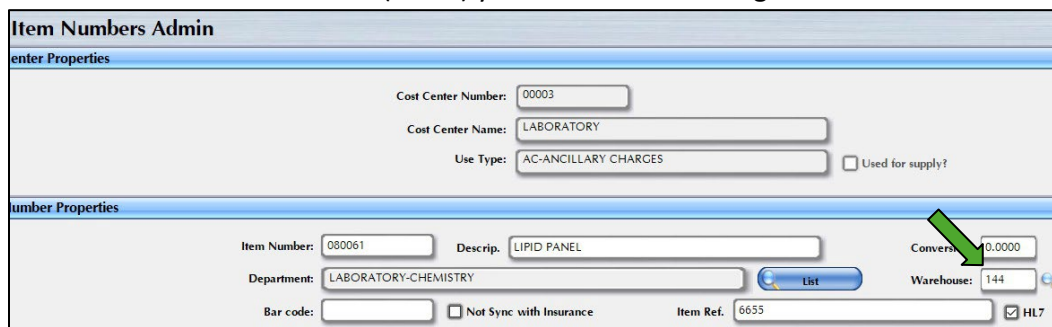 Item Numbers Admin
enter Properties
Cost Center Number: 00003
Cost Center Name: LABORATORY
Use Type: AC-ANCILLARY CHARGES Used for supply?
umber Properties
Item Number: 080061 Descrip. LIPID PANEL 0.0000
Department: LABORATORY-CHEMISTRY List Warehouse: 144
Bar code: Not Sync with Insurance Item Ref. 6655 HL7